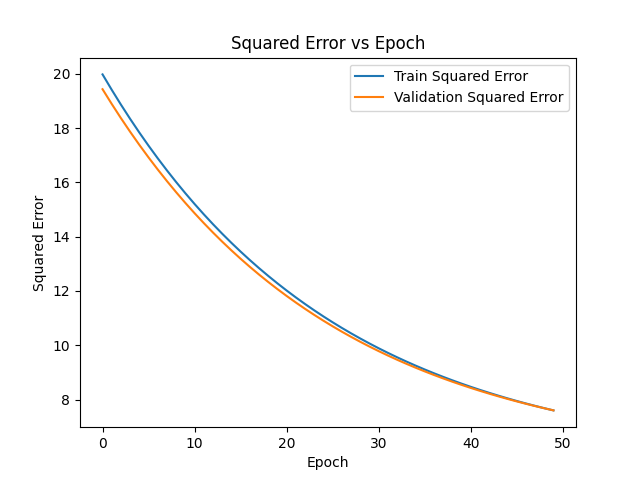 Squared Error vs Epoch
Train Squared Error
Validation Squared Error
20
18
16
14
12
10
8
Squared Error
0 10 20 30 40 50
Epoch